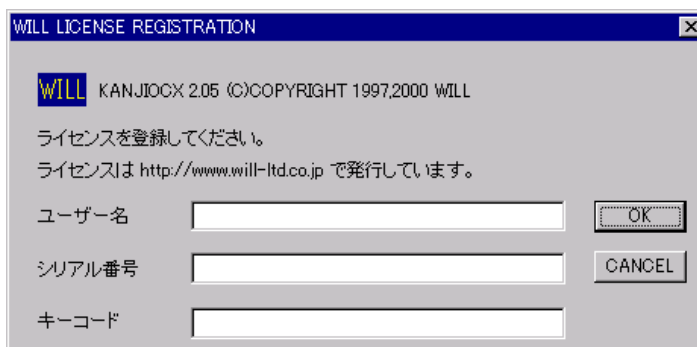 WILL LICENSE REGISTRATION
WILL KANJIOCX 2.05 (C)COPYRIGHT 1997,2000 WILL
ライセンスを登録してください。
ライセンスは http://www.will-ltd.co.jp で発行しています。
ユーザー名
OK
シリアル番号
CANCEL
キーコード